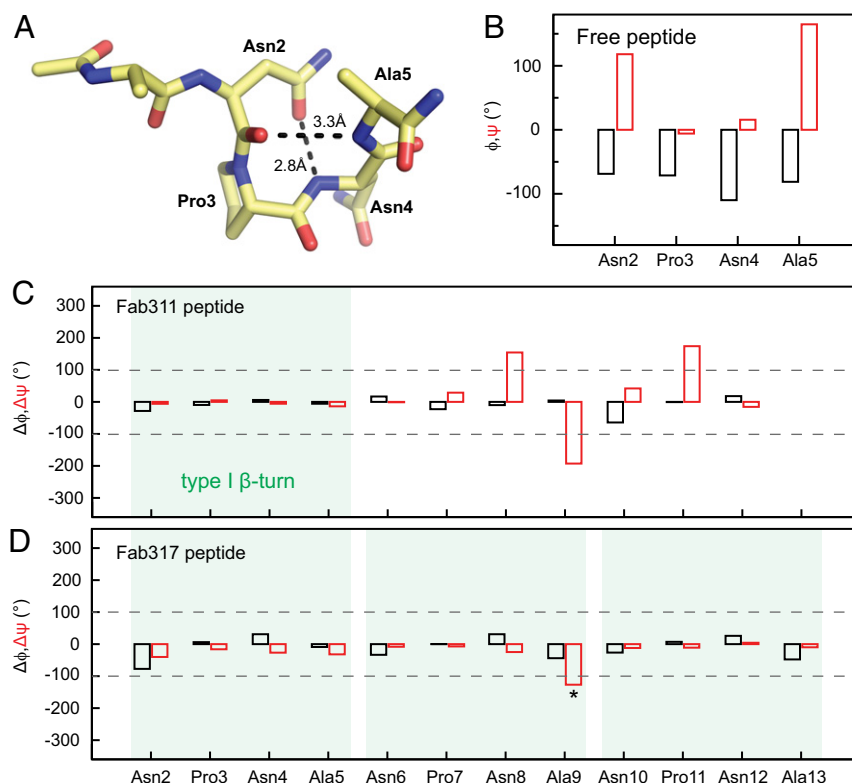 A
Asn2
Ala5
3.3Å
2.8Å
Pro3
Asn4
B
Free peptide
ϕ,ψ (°)
100
0
-100
Asn2 Pro3 Asn4 Ala5
C
Fab311 peptide
Δϕ,Δψ (°)
300
200
100
0
-100
-200
-300
type I β-turn
D
Fab317 peptide
Δϕ,Δψ (°)
300
200
100
0
-100
-200
-300
*
Asn2 Pro3 Asn4 Ala5 Asn6 Pro7 Asn8 Ala9 Asn10 Pro11 Asn12 Ala13